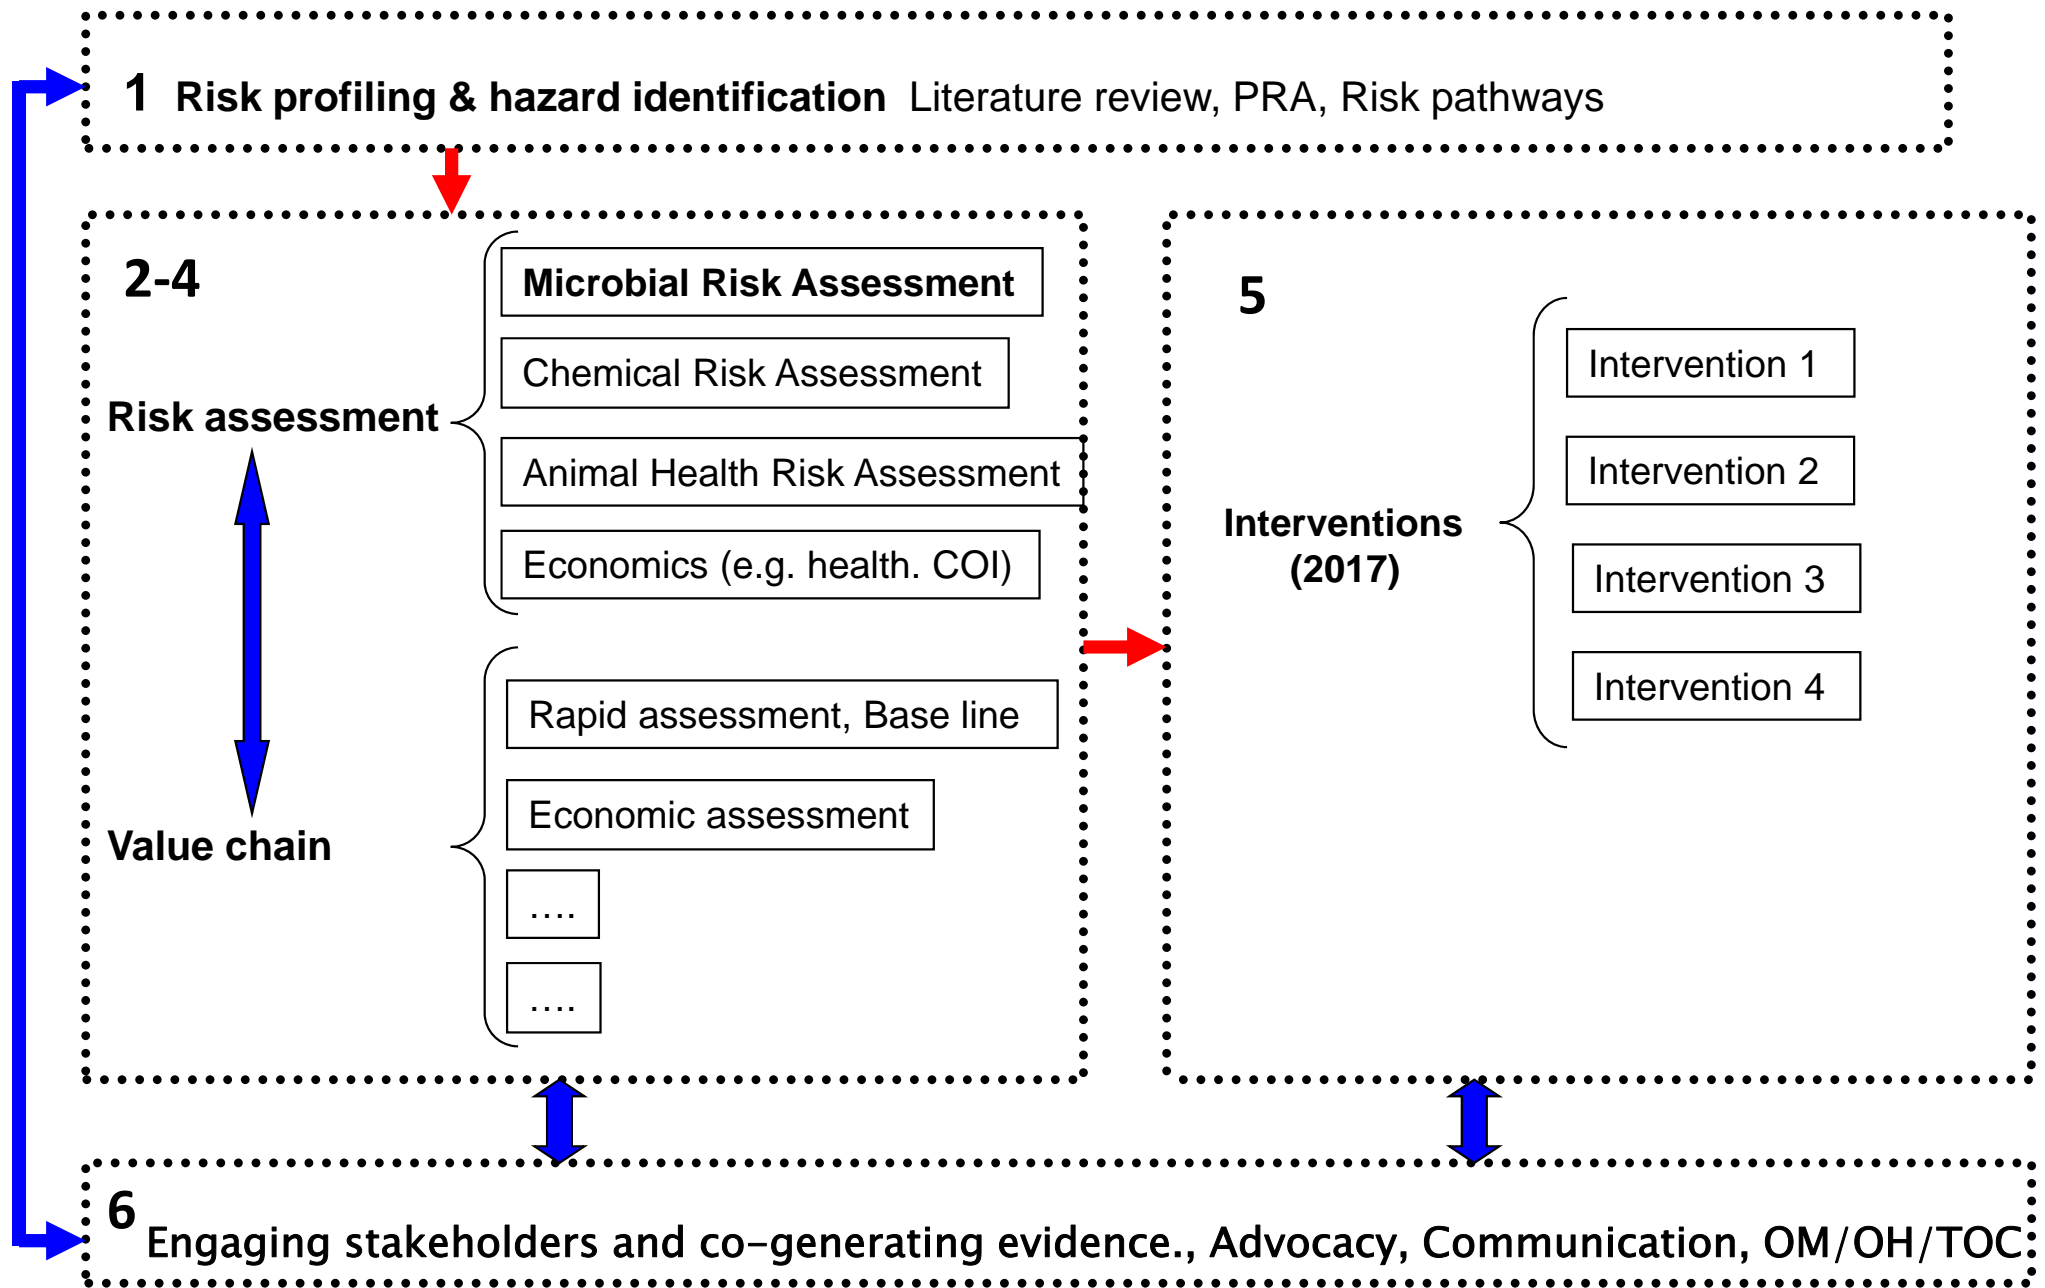 1 Risk profiling & hazard identification Literature review, PRA, Risk pathways
2-4
Risk assessment
Microbial Risk Assessment
Chemical Risk Assessment
Animal Health Risk Assessment
Economics (e.g. health. COI)
Value chain
Rapid assessment, Base line
Economic assessment
....
....
5
Interventions
(2017)
Intervention 1
Intervention 2
Intervention 3
Intervention 4
6
Engaging stakeholders and co-generating evidence., Advocacy, Communication, OM/OH/TOC